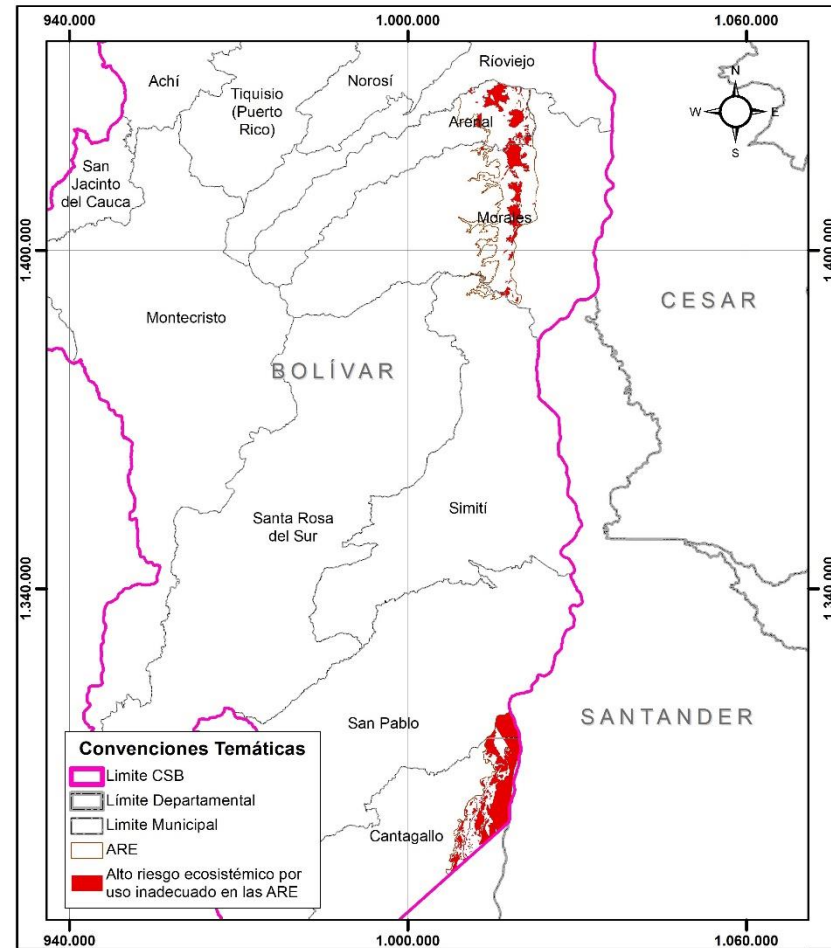 940.000
1.000.000
1.060.000
Ríoviejo
Achí
Norosí
Tiquisio
(Puerto
Rico)
N
W
E
S
Arenal
San
Jacinto
del Cauca
Morales
1.400.000
1.400.000
CESAR
Montecristo
BOLÍVAR
Simití
Santa Rosa
del Sur
1.340.000
1.340.000
San Pablo
SANTANDER
Convenciones Temáticas
Limite CSB
Límite Departamental
Limite Municipal
ARE
Alto riesgo ecosistémico por
uso inadecuado en las ARE
Cantagallo
940.000
1.000.000
1.060.000